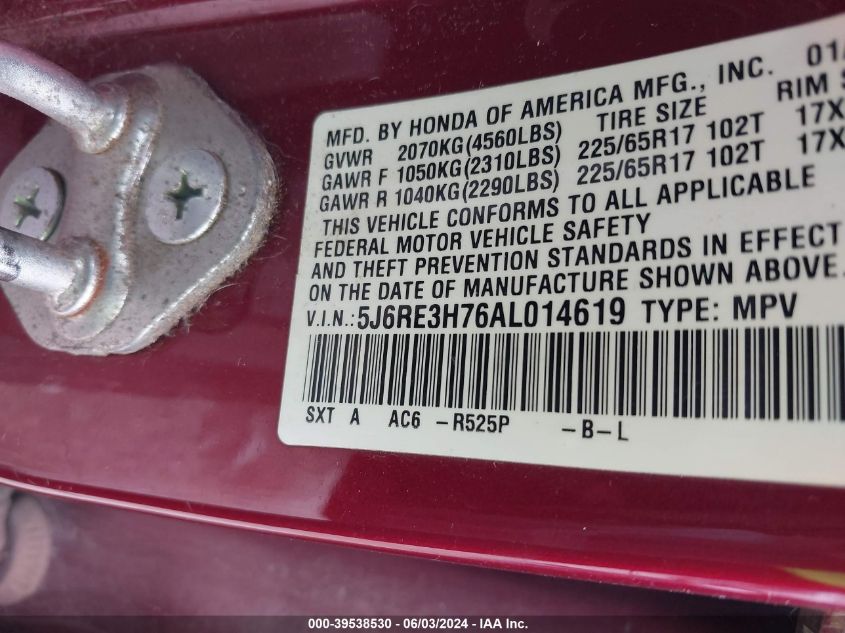 MFD. BY HONDA OF AMERICA MFG., INC. 01/
GVWR 2070KG(4560LBS) TIRE SIZE RIM S
GAWR F 1050KG(2310LBS) 225/65R17 102T 17X
GAWR R 1040KG(2290LBS) 225/65R17 102T 17X
THIS VEHICLE CONFORMS TO ALL APPLICABLE
FEDERAL MOTOR VEHICLE SAFETY
AND THEFT PREVENTION STANDARDS IN EFFECT
ON THE DATE OF MANUFACTURE SHOWN ABOVE.
V.I.N.:5J6RE3H76AL014619 TYPE: MPV
SXT A AC6 -R525P -B-L
000-39538530 - 06/03/2024 - IAA Inc.